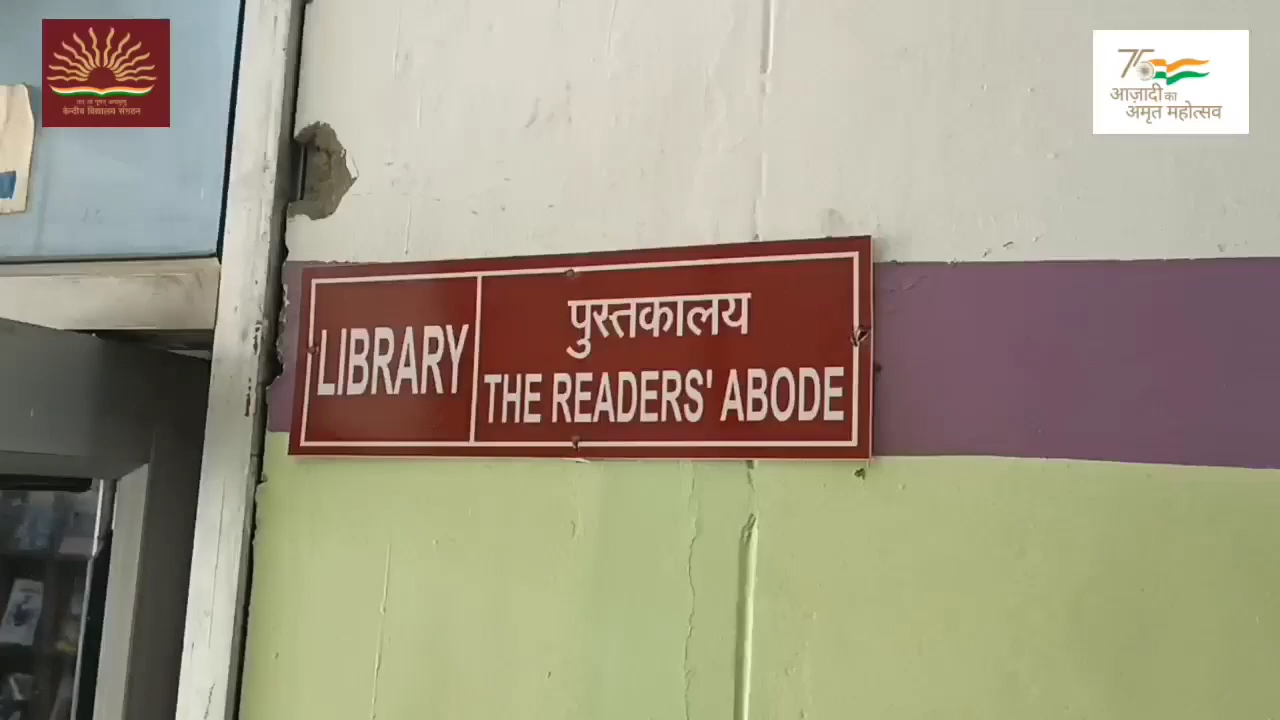 केन्द्रीय विद्यालय संगठन
75
आज़ादी का
अमृत महोत्सव
LIBRARY
पुस्तकालय
THE READERS' ABODE